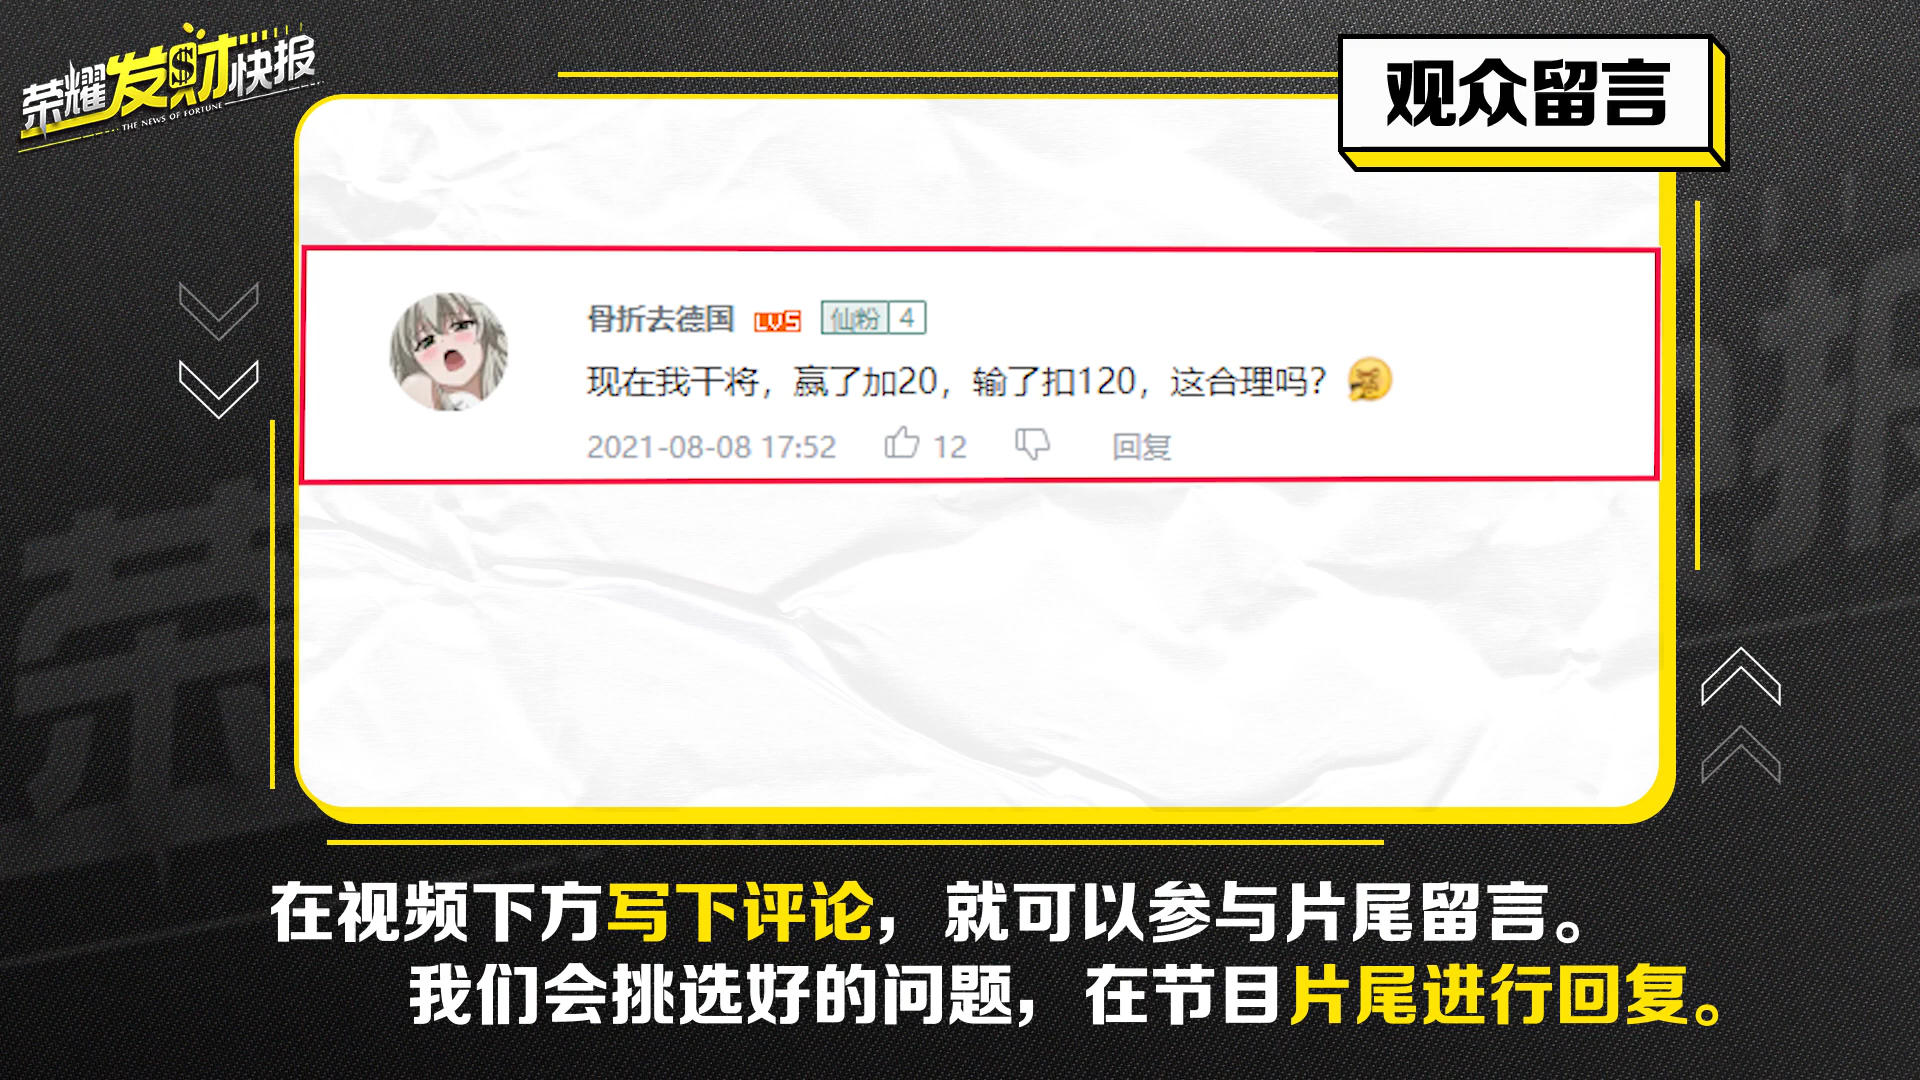 荣耀发财快报
THE NEWS OF FORTUNE
观众留言
骨折去德国 LV5 仙粉 4
现在我干将，赢了加20，输了扣120，这合理吗？
2021-08-08 17:52 12 回复
在视频下方写下评论，就可以参与片尾留言。
我们会挑选好的问题，在节目片尾进行回复。